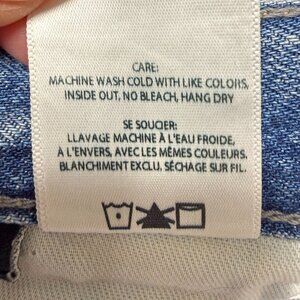 CARE:
MACHINE WASH COLD WITH LIKE COLORS,
INSIDE OUT, NO BLEACH, HANG DRY
SE SOUCIER:
LLAVAGE MACHINE À L'EAU FROIDE,
A L'ENVERS, AVEC LES MÊMES COULEURS.
BLANCHIMENT EXCLU, SÉCHAGE SUR FIL.